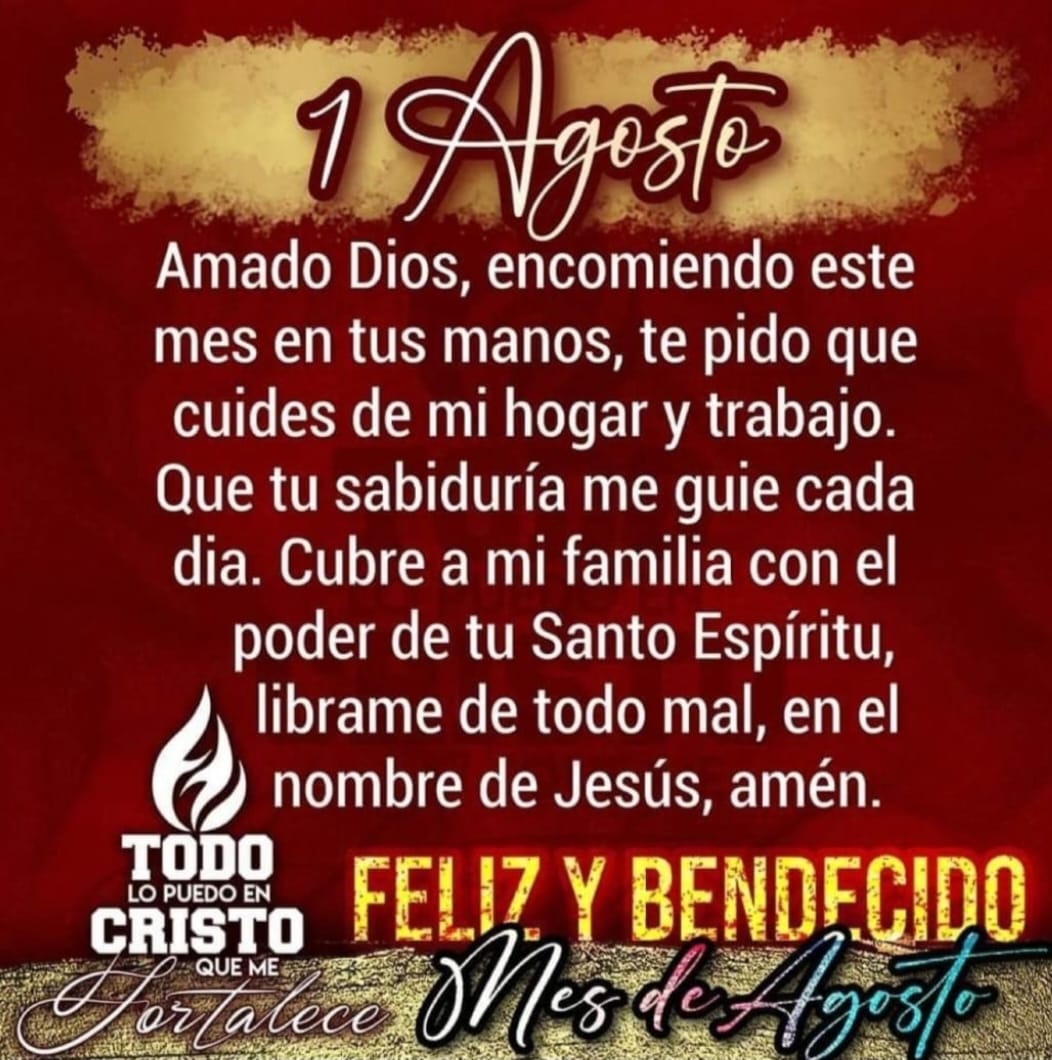 1 Agosto
Amado Dios, encomiendo este
mes en tus manos, te pido que
cuides de mi hogar y trabajo.
Que tu sabiduría me guie cada
dia. Cubre a mi familia con el
poder de tu Santo Espíritu,
librame de todo mal, en el
nombre de Jesús, amén.
TODO
LO PUEDO EN
CRISTO
QUE ME
Fortalece
FELIZ Y BENDECIDO
Mes de Agosto